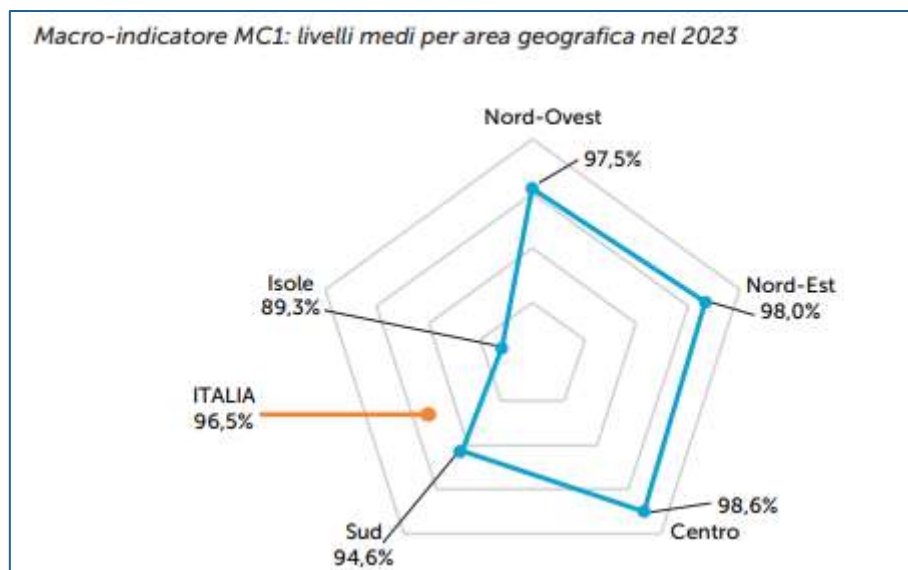 Macro-indicatore MC1: livelli medi per area geografica nel 2023
Nord-Ovest
97,5%
Isole
89,3%
Nord-Est
98,0%
ITALIA
96,5%
98,6%
Centro
Sud
94,6%